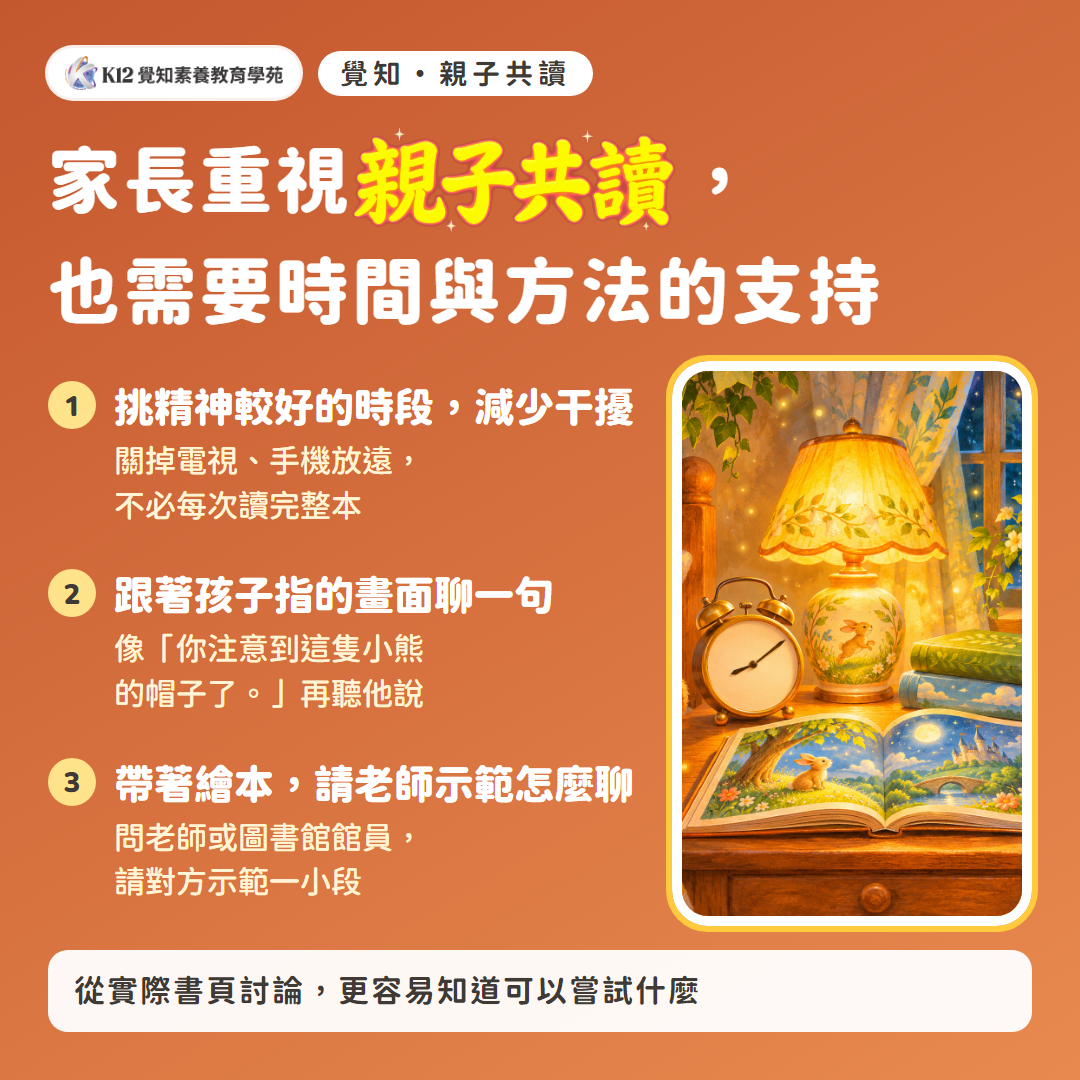 K12 覺知素養教育學苑
覺知・親子共讀
家長重視親子共讀，
也需要時間與方法的支持
1 挑精神較好的時段，減少干擾
關掉電視、手機放遠，
不必每次讀完整本
2 跟著孩子指的畫面聊一句
像「你注意到這隻小熊
的帽子了。」再聽他說
3 帶著繪本，請老師示範怎麼聊
問老師或圖書館館員，
請對方示範一小段
從實際書頁討論，更容易知道可以嘗試什麼